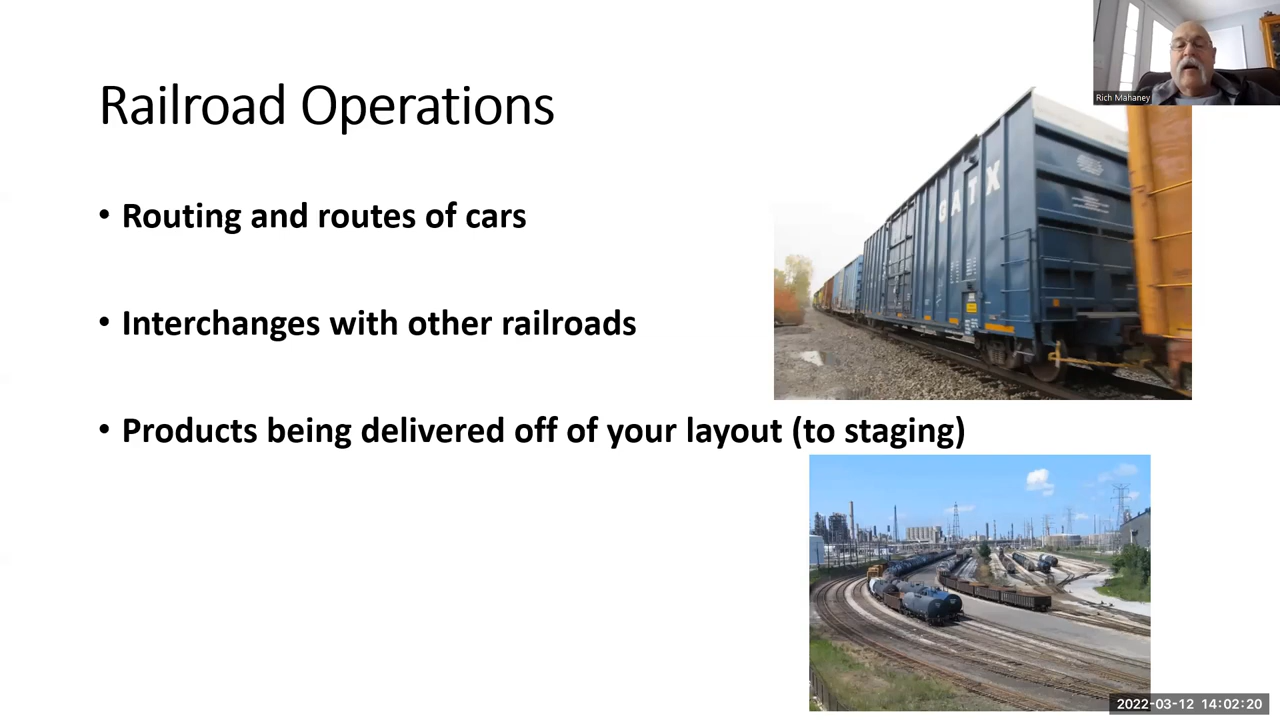 Railroad Operations
• Routing and routes of cars
• Interchanges with other railroads
• Products being delivered off of your layout (to staging)
GATX
Rich Mahaney
2022-03-12 14:02:20